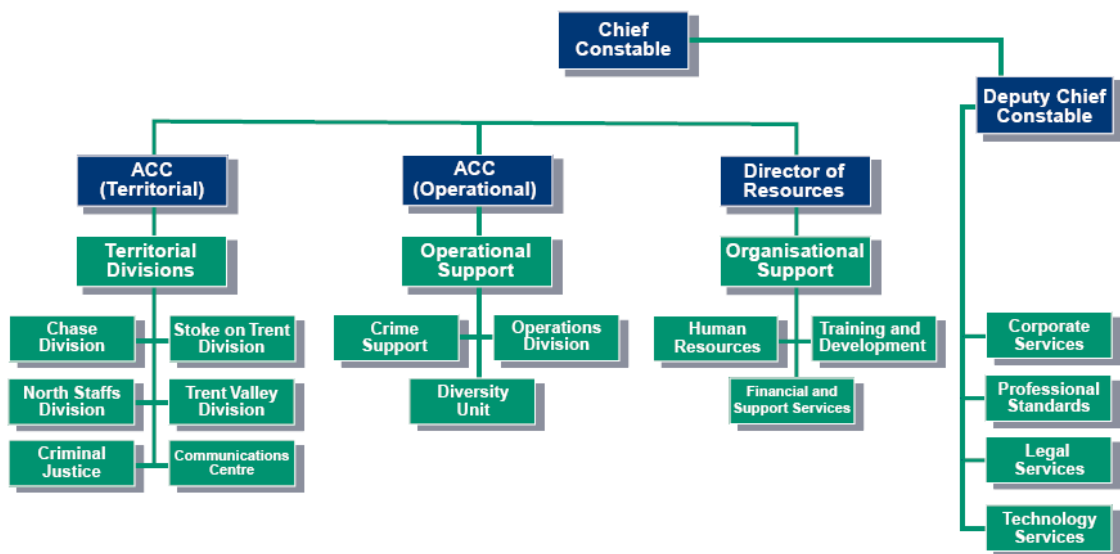 Chief
Constable
Deputy Chief
Constable
ACC
(Territorial)
ACC
(Operational)
Director of
Resources
Territorial
Divisions
Operational
Support
Organisational
Support
Chase
Division
Stoke on Trent
Division
Crime
Support
Operations
Division
Human
Resources
Training and
Development
Corporate
Services
North Staffs
Division
Trent Valley
Division
Diversity
Unit
Financial and
Support Services
Professional
Standards
Criminal
Justice
Communications
Centre
Legal
Services
Technology
Services